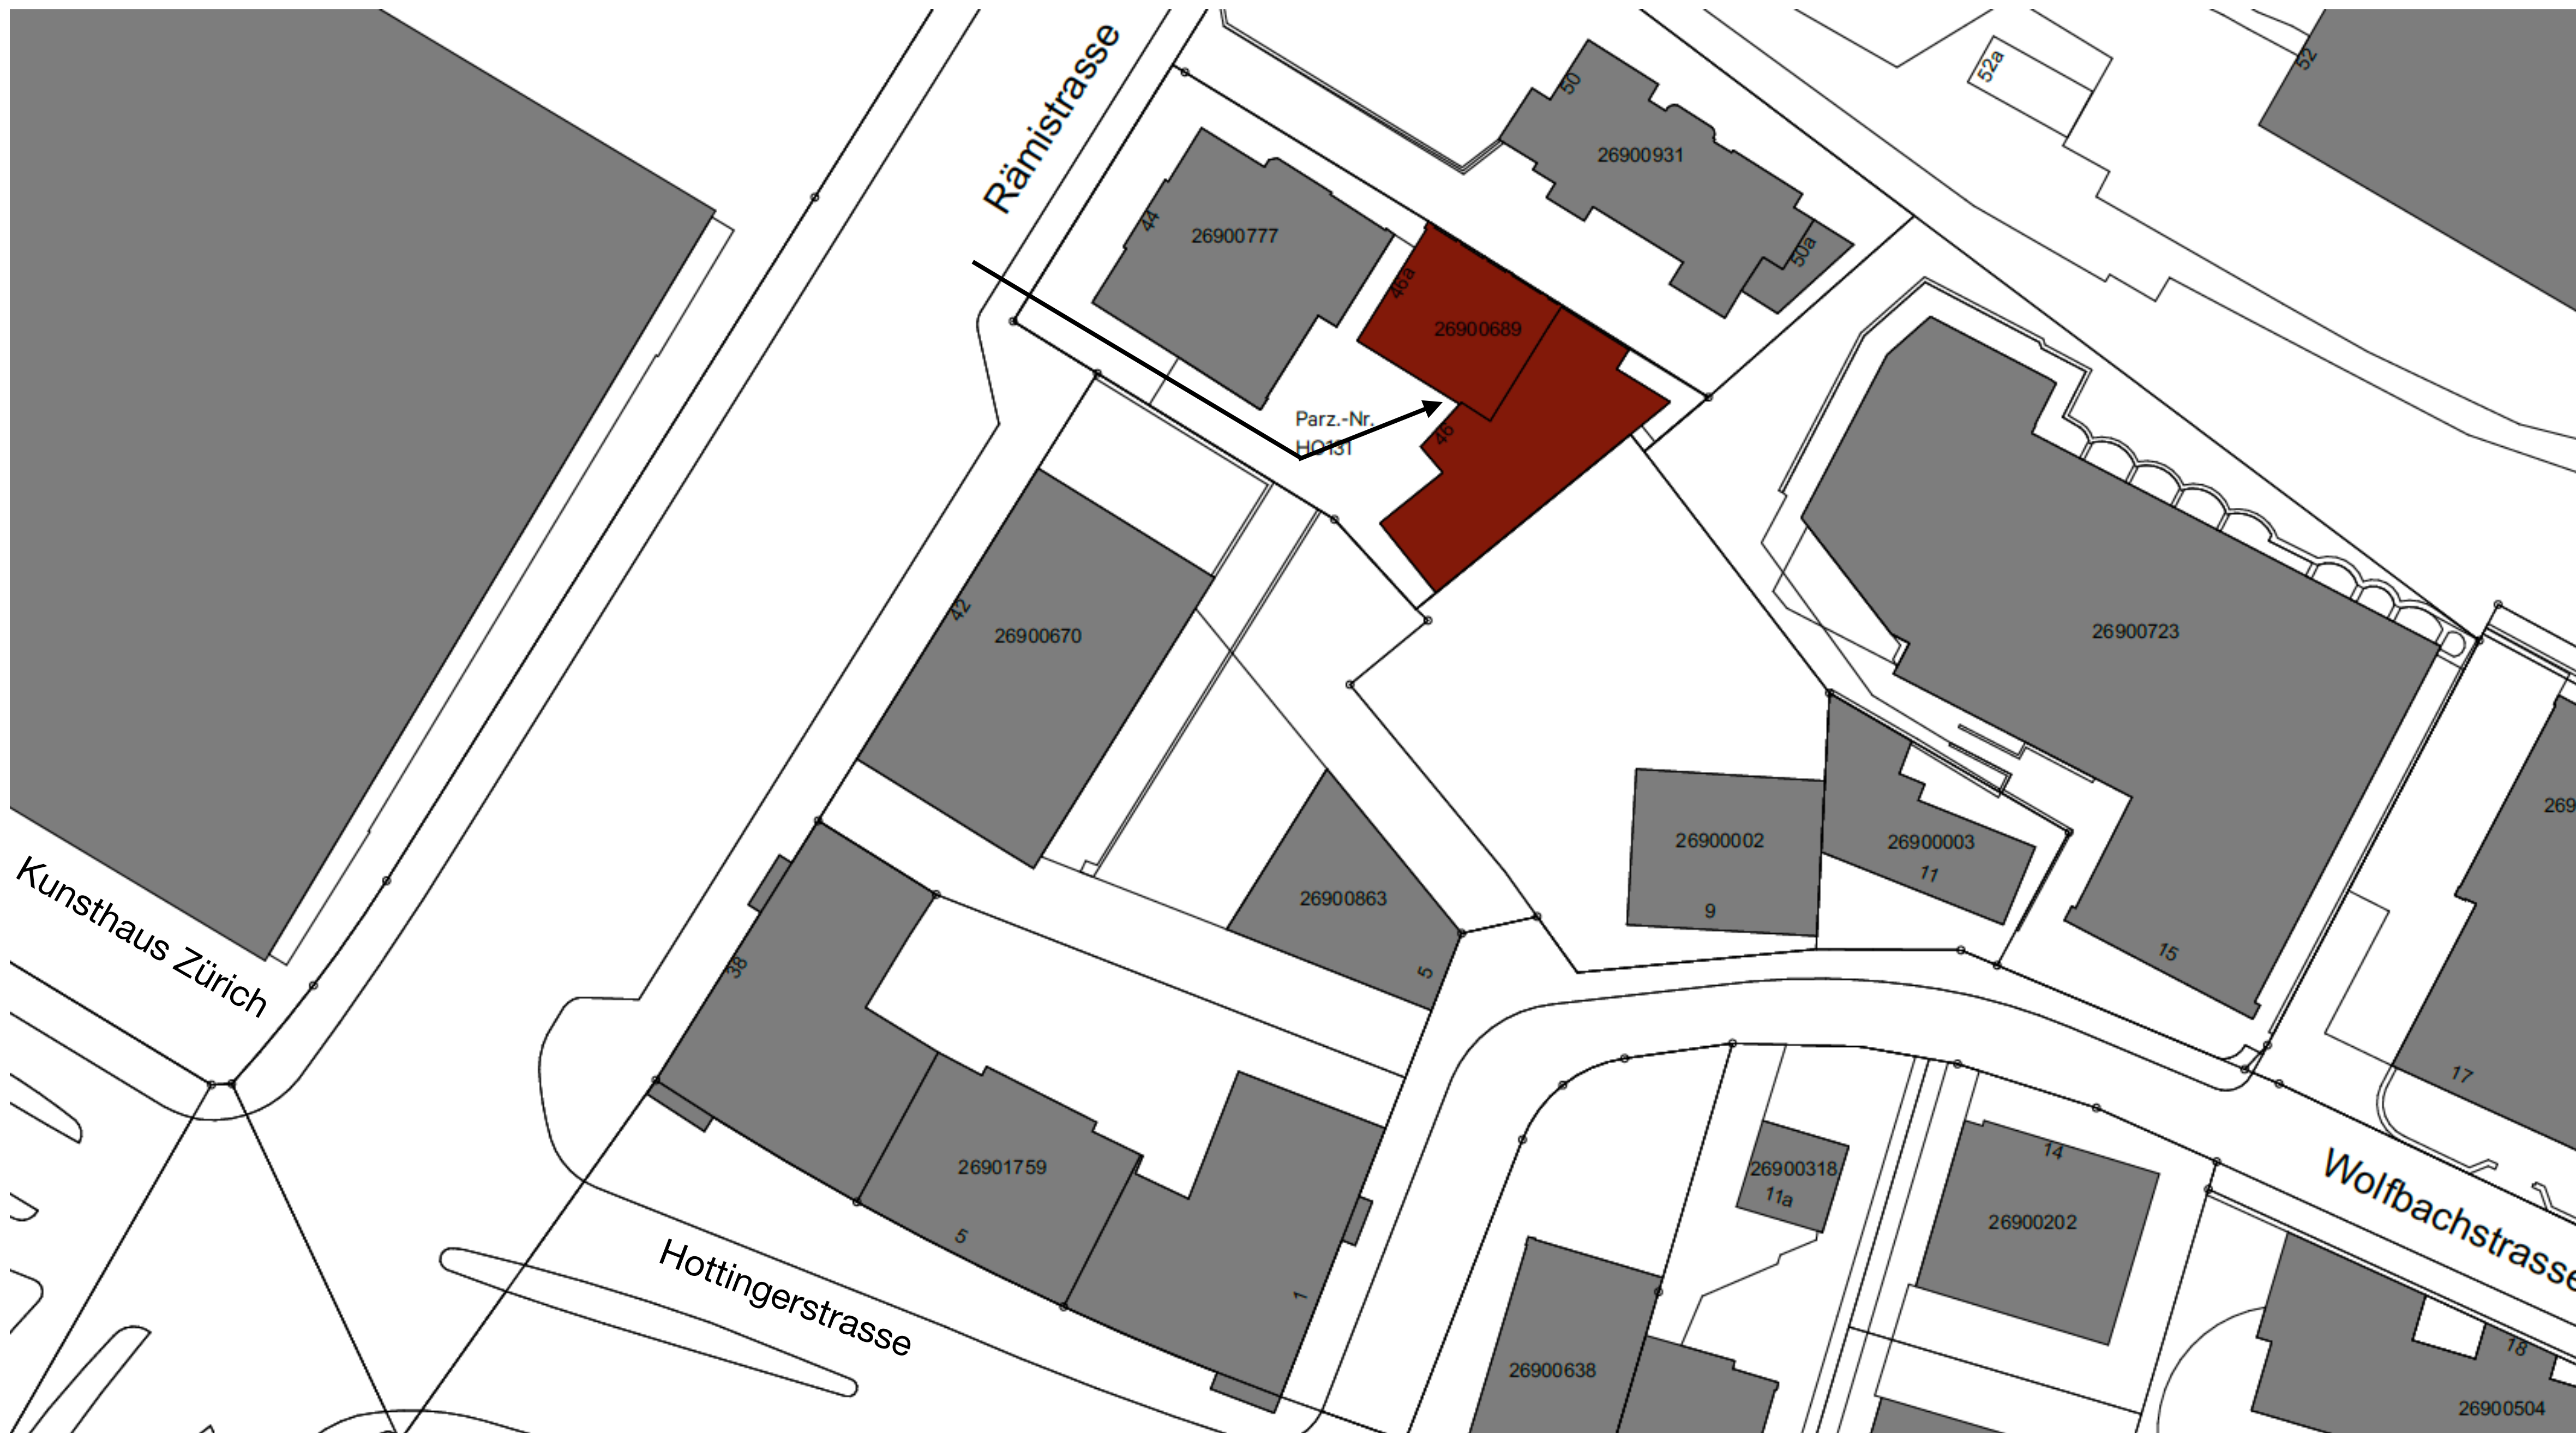 Rämistrasse
50
52a
52
26900931
44
26900777
50a
46a
26900689
Parz.-Nr.
HO131
46
42
26900670
26900723
269
Kunsthaus Zürich
38
26900863
5
26900002
9
26900003
11
15
17
26901759
5
Hottingerstrasse
1
26900318
11a
14
26900202
Wolfbachstrasse
26900638
18
26900504